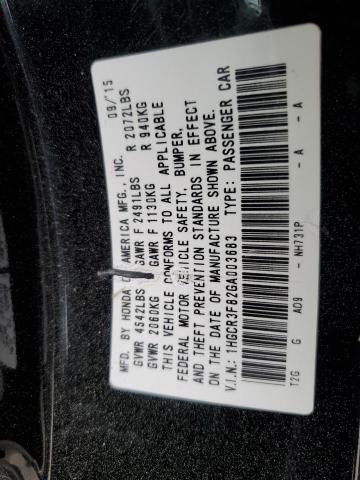 09/15
MFD. BY HONDA OF AMERICA MFG., INC.
GVWR 4542LBS GAWR F 2491LBS R 2072LBS
GVWR 2060KG GAWR F 1130KG R 940KG
THIS VEHICLE CONFORMS TO ALL APPLICABLE
FEDERAL MOTOR VEHICLE SAFETY, BUMPER,
AND THEFT PREVENTION STANDARDS IN EFFECT
ON THE DATE OF MANUFACTURE SHOWN ABOVE.
V.I.N.: 1HGCR3F82GA003683 TYPE: PASSENGER CAR
T2G G AD9 - NH731P - A - A